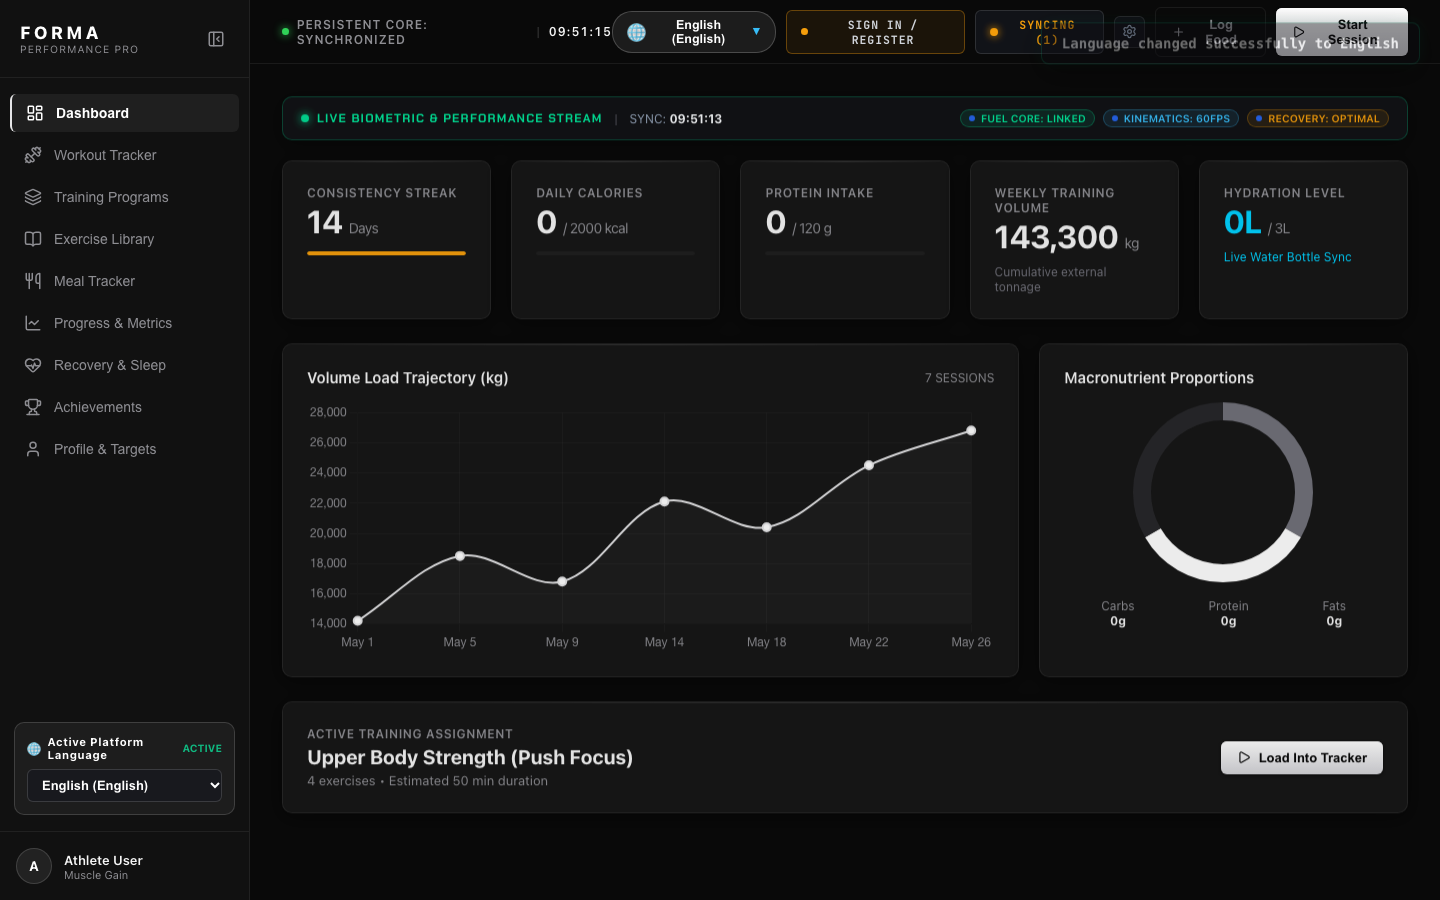 FORMA
PERFORMANCE PRO
Dashboard
Workout Tracker
Training Programs
Exercise Library
Meal Tracker
Progress & Metrics
Recovery & Sleep
Achievements
Profile & Targets
Active Platform
Language
ACTIVE
English (English)
A
Athlete User
Muscle Gain
PERSISTENT CORE:
SYNCHRONIZED
09:51:15
English
(English)
SIGN IN /
REGISTER
SYNCING
(1)
Log
Food
Start
Session
Language changed successfully to English
LIVE BIOMETRIC & PERFORMANCE STREAM | SYNC: 09:51:13
FUEL CORE: LINKED
KINEMATICS: 60FPS
RECOVERY: OPTIMAL
CONSISTENCY STREAK
14 Days
DAILY CALORIES
0 / 2000 kcal
PROTEIN INTAKE
0 / 120 g
WEEKLY TRAINING
VOLUME
143,300 kg
Cumulative external
tonnage
HYDRATION LEVEL
0L / 3L
Live Water Bottle Sync
Volume Load Trajectory (kg)
7 SESSIONS
28,000
26,000
24,000
22,000
20,000
18,000
16,000
14,000
May 1
May 5
May 9
May 14
May 18
May 22
May 26
Macronutrient Proportions
Carbs
0g
Protein
0g
Fats
0g
ACTIVE TRAINING ASSIGNMENT
Upper Body Strength (Push Focus)
4 exercises • Estimated 50 min duration
Load Into Tracker